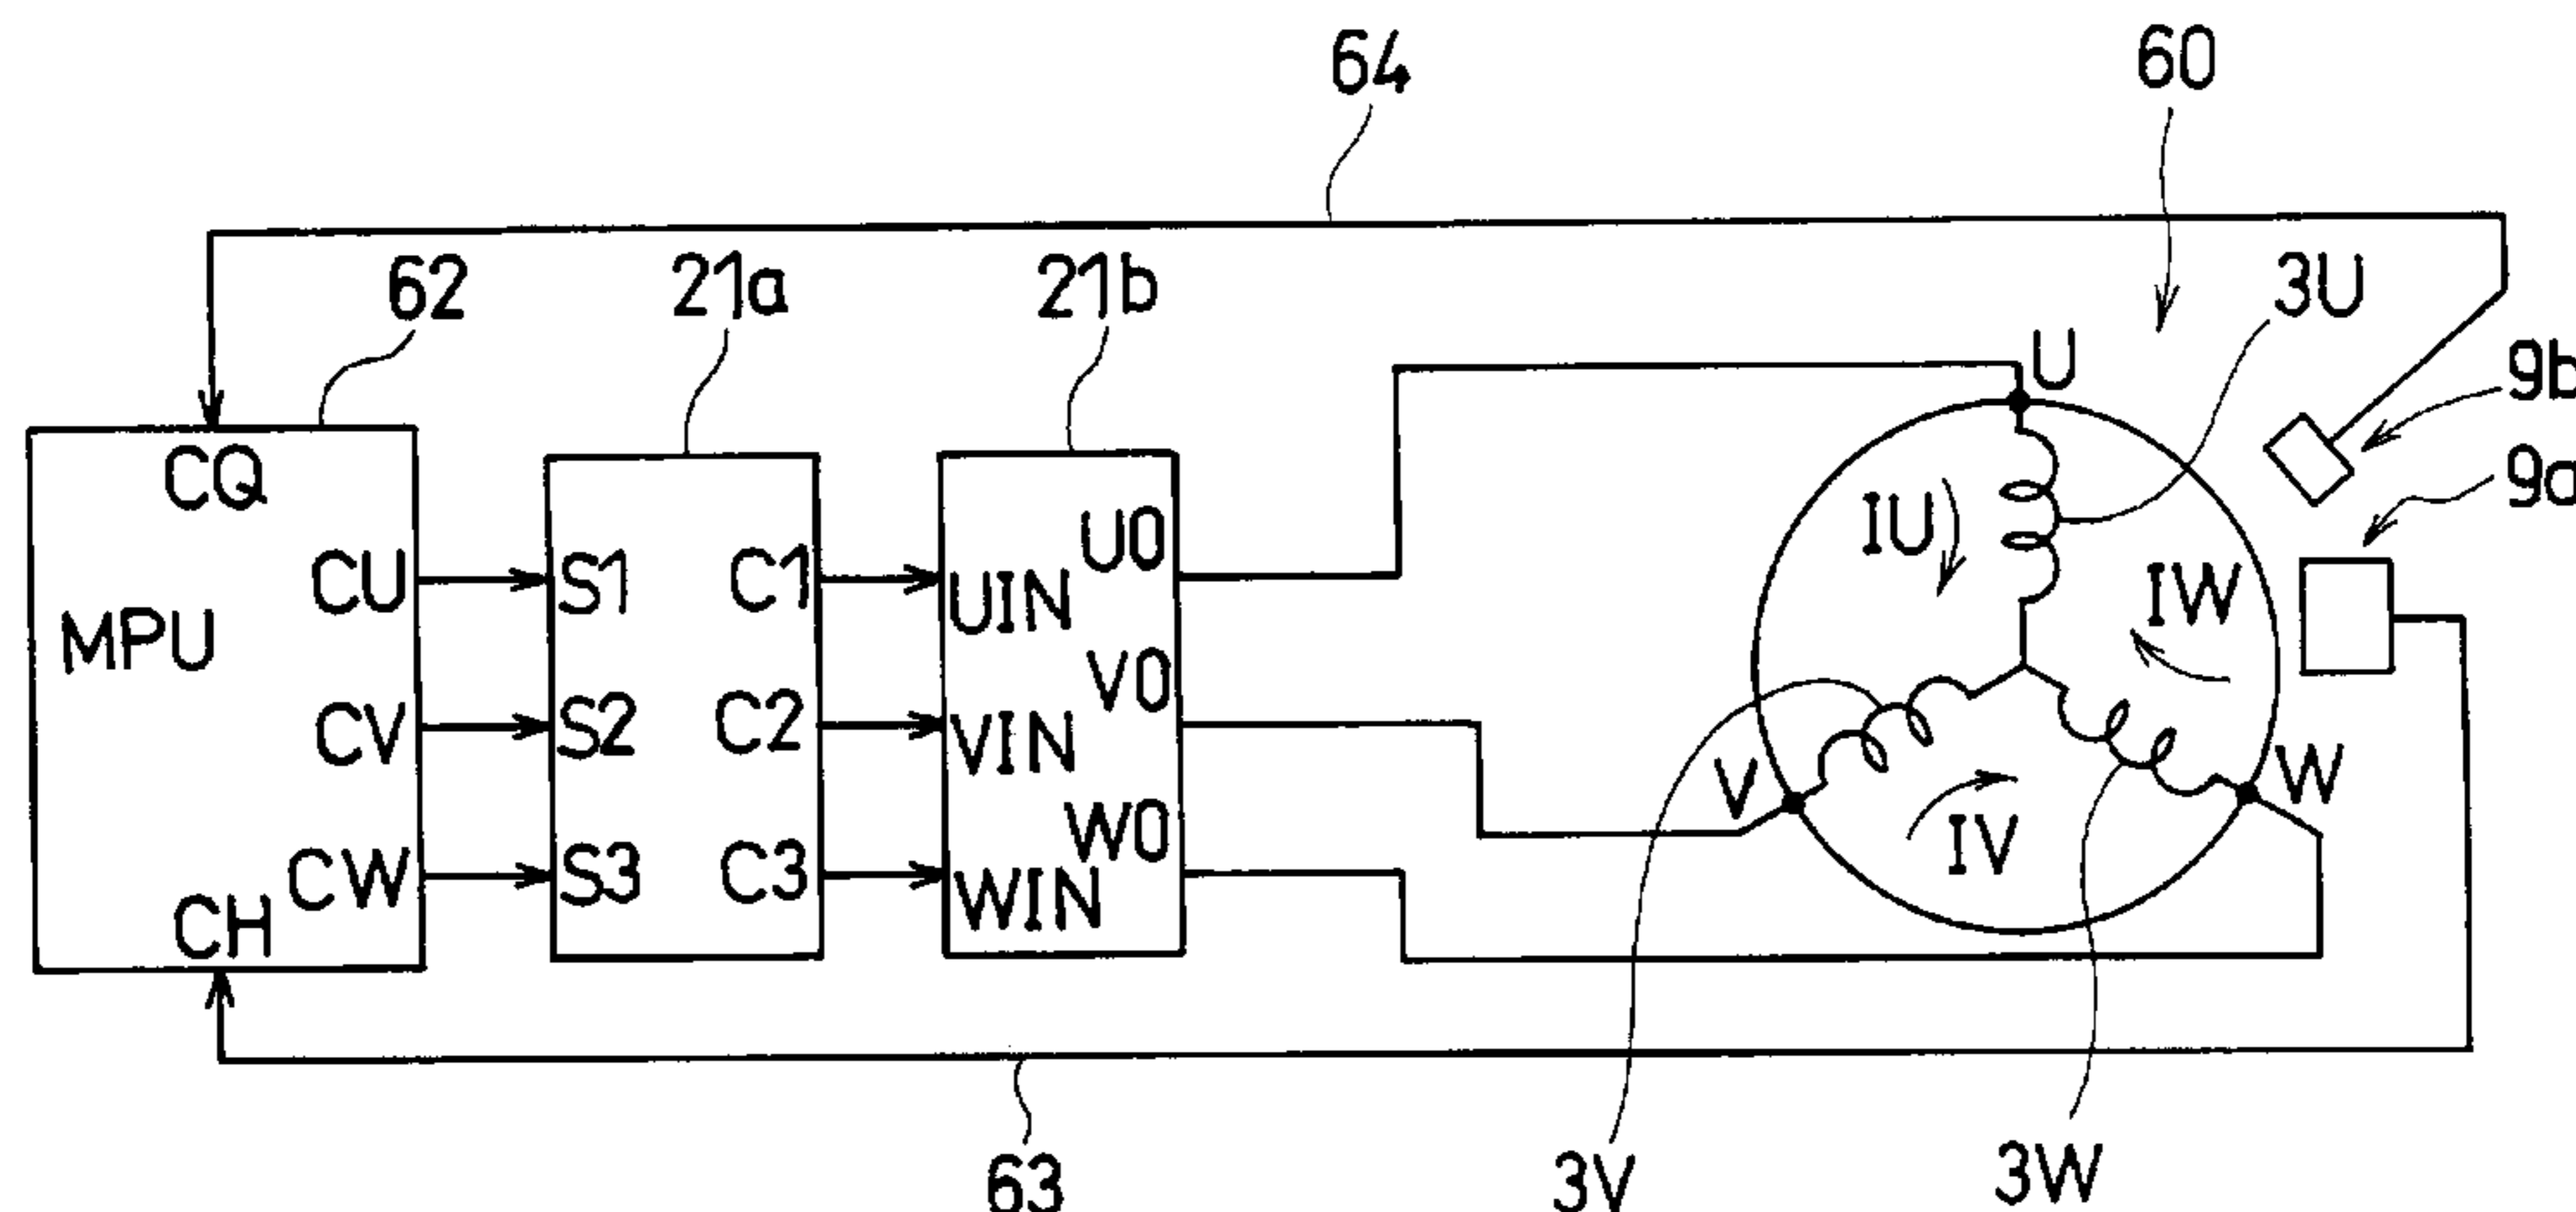 64
60
62
21a
21b
3U
U
9b
CQ
9a
IU
U0
CU
S1
C1
UIN
IW
MPU
V0
CV
S2
C2
VIN
V
W
W0
IV
CW
S3
C3
WIN
CH
63
3V
3W